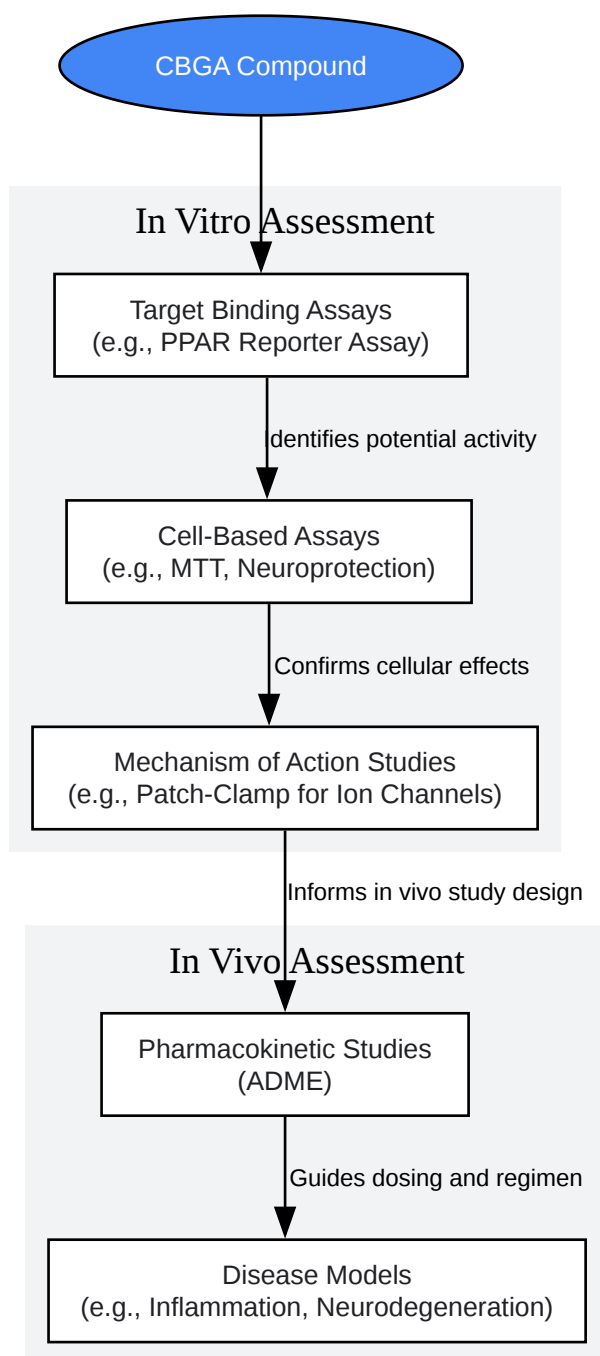 CBGA Compound
In Vitro Assessment
Target Binding Assays
(e.g., PPAR Reporter Assay)
Identifies potential activity
Cell-Based Assays
(e.g., MTT, Neuroprotection)
Confirms cellular effects
Mechanism of Action Studies
(e.g., Patch-Clamp for Ion Channels)
Informs in vivo study design
In Vivo Assessment
Pharmacokinetic Studies
(ADME)
Guides dosing and regimen
Disease Models
(e.g., Inflammation, Neurodegeneration)